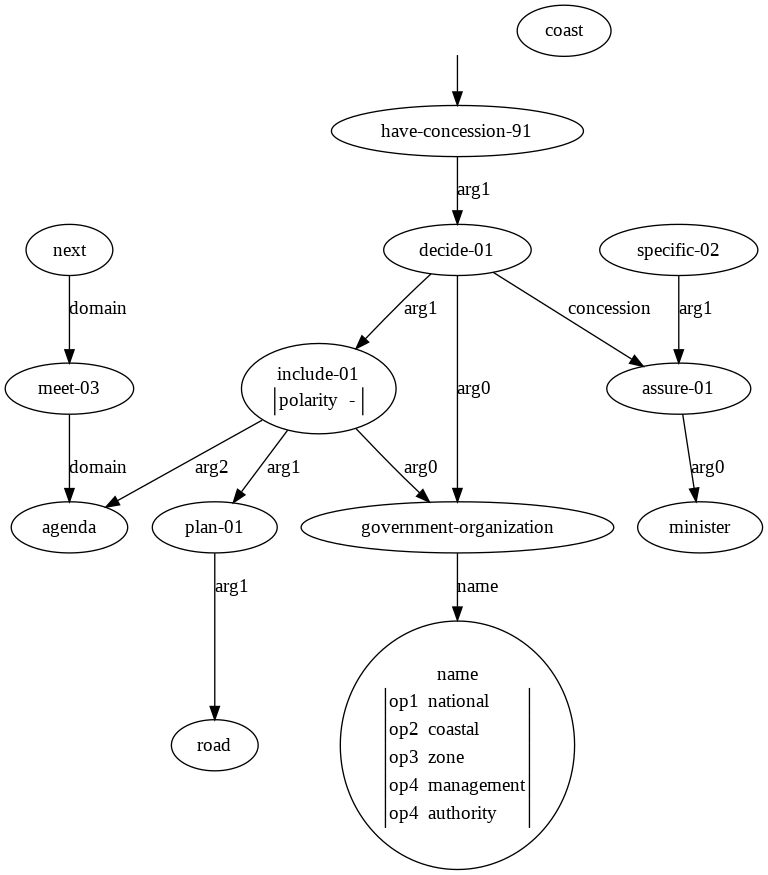 coast
have-concession-91
arg1
next
decide-01
specific-02
domain
arg1
concession
arg1
meet-03
include-01
polarity -
arg0
assure-01
domain
arg2
arg1
arg0
arg0
agenda
plan-01
government-organization
minister
arg1
name
name
op1 national
op2 coastal
road
op3 zone
op4 management
op4 authority